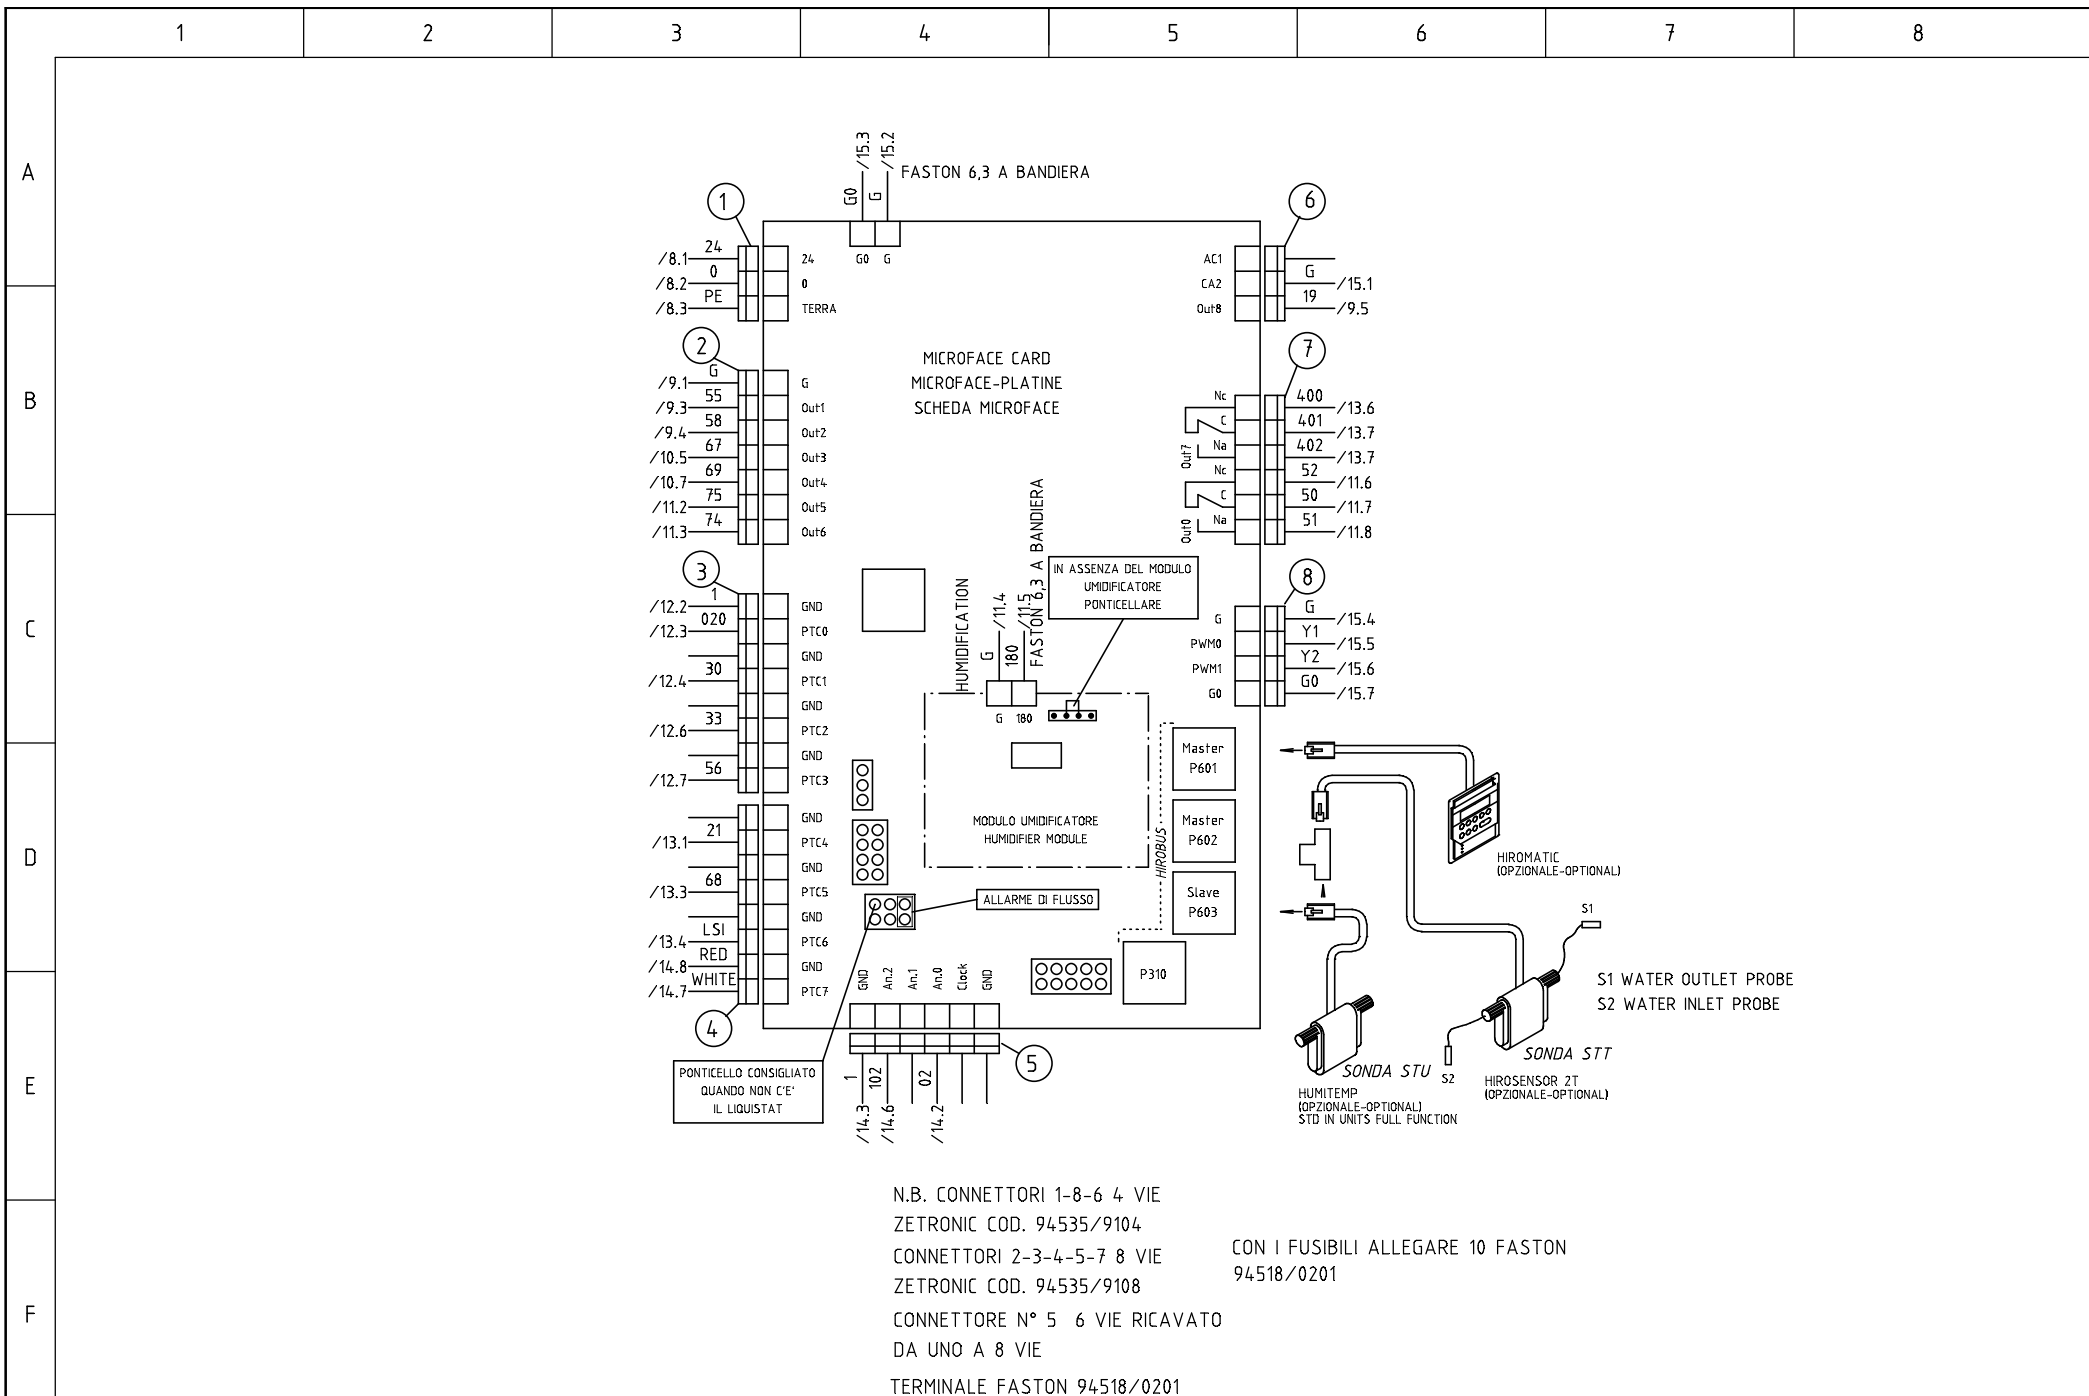 1 2 3 4 5 6 7 8
A
B
C
D
E
F
/15.3
/15.2
G0
G
FASTON 6,3 A BANDIERA
G0 G
1
/8.1 24 24
/8.2 0 0
/8.3 PE TERRA
2
/9.1 G G
/9.3 55 Out1
/9.4 58 Out2
/10.5 67 Out3
/10.7 69 Out4
/11.2 75 Out5
/11.3 74 Out6
3
/12.2 1 GND
/12.3 020 PTC0
GND
/12.4 30 PTC1
GND
/12.6 33 PTC2
GND
/12.7 56 PTC3
GND
/13.1 21 PTC4
GND
/13.3 68 PTC5
GND
/13.4 LSI PTC6
/14.8 RED GND
/14.7 WHITE PTC7
4
MICROFACE CARD
MICROFACE-PLATINE
SCHEDA MICROFACE
6
AC1
CA2 G /15.1
Out8 19 /9.5
7
Nc 400 /13.6
C 401 /13.7
Na 402 /13.7
Out7
Nc 52 /11.6
C 50 /11.7
Na 51 /11.8
Out0
8
G G /15.4
PWM0 Y1 /15.5
PWM1 Y2 /15.6
G0 G0 /15.7
IN ASSENZA DEL MODULO
UMIDIFICATORE
PONTICELLARE
HUMIDIFICATION
G
/11.4
180
/11.5
FASTON 6,3 A BANDIERA
G 180
MODULO UMIDIFICATORE
HUMIDIFIER MODULE
HIROBUS
Master
P601
Master
P602
Slave
P603
P310
ALLARME DI FLUSSO
GND
An.2
An.1
An.0
Clock
GND
5
1
102
02
/14.3
/14.6
/14.2
PONTICELLO CONSIGLIATO
QUANDO NON C'E'
IL LIQUISTAT
HIROMATIC
(OPZIONALE-OPTIONAL)
S1
S1 WATER OUTLET PROBE
S2 WATER INLET PROBE
SONDA STT
S2
SONDA STU
HIROSENSOR 2T
(OPZIONALE-OPTIONAL)
HUMITEMP
(OPZIONALE-OPTIONAL)
STD IN UNITS FULL FUNCTION
N.B. CONNETTORI 1-8-6 4 VIE
ZETRONIC COD. 94535/9104
CONNETTORI 2-3-4-5-7 8 VIE
ZETRONIC COD. 94535/9108
CONNETTORE N° 5 6 VIE RICAVATO
DA UNO A 8 VIE
TERMINALE FASTON 94518/0201
CON I FUSIBILI ALLEGARE 10 FASTON
94518/0201